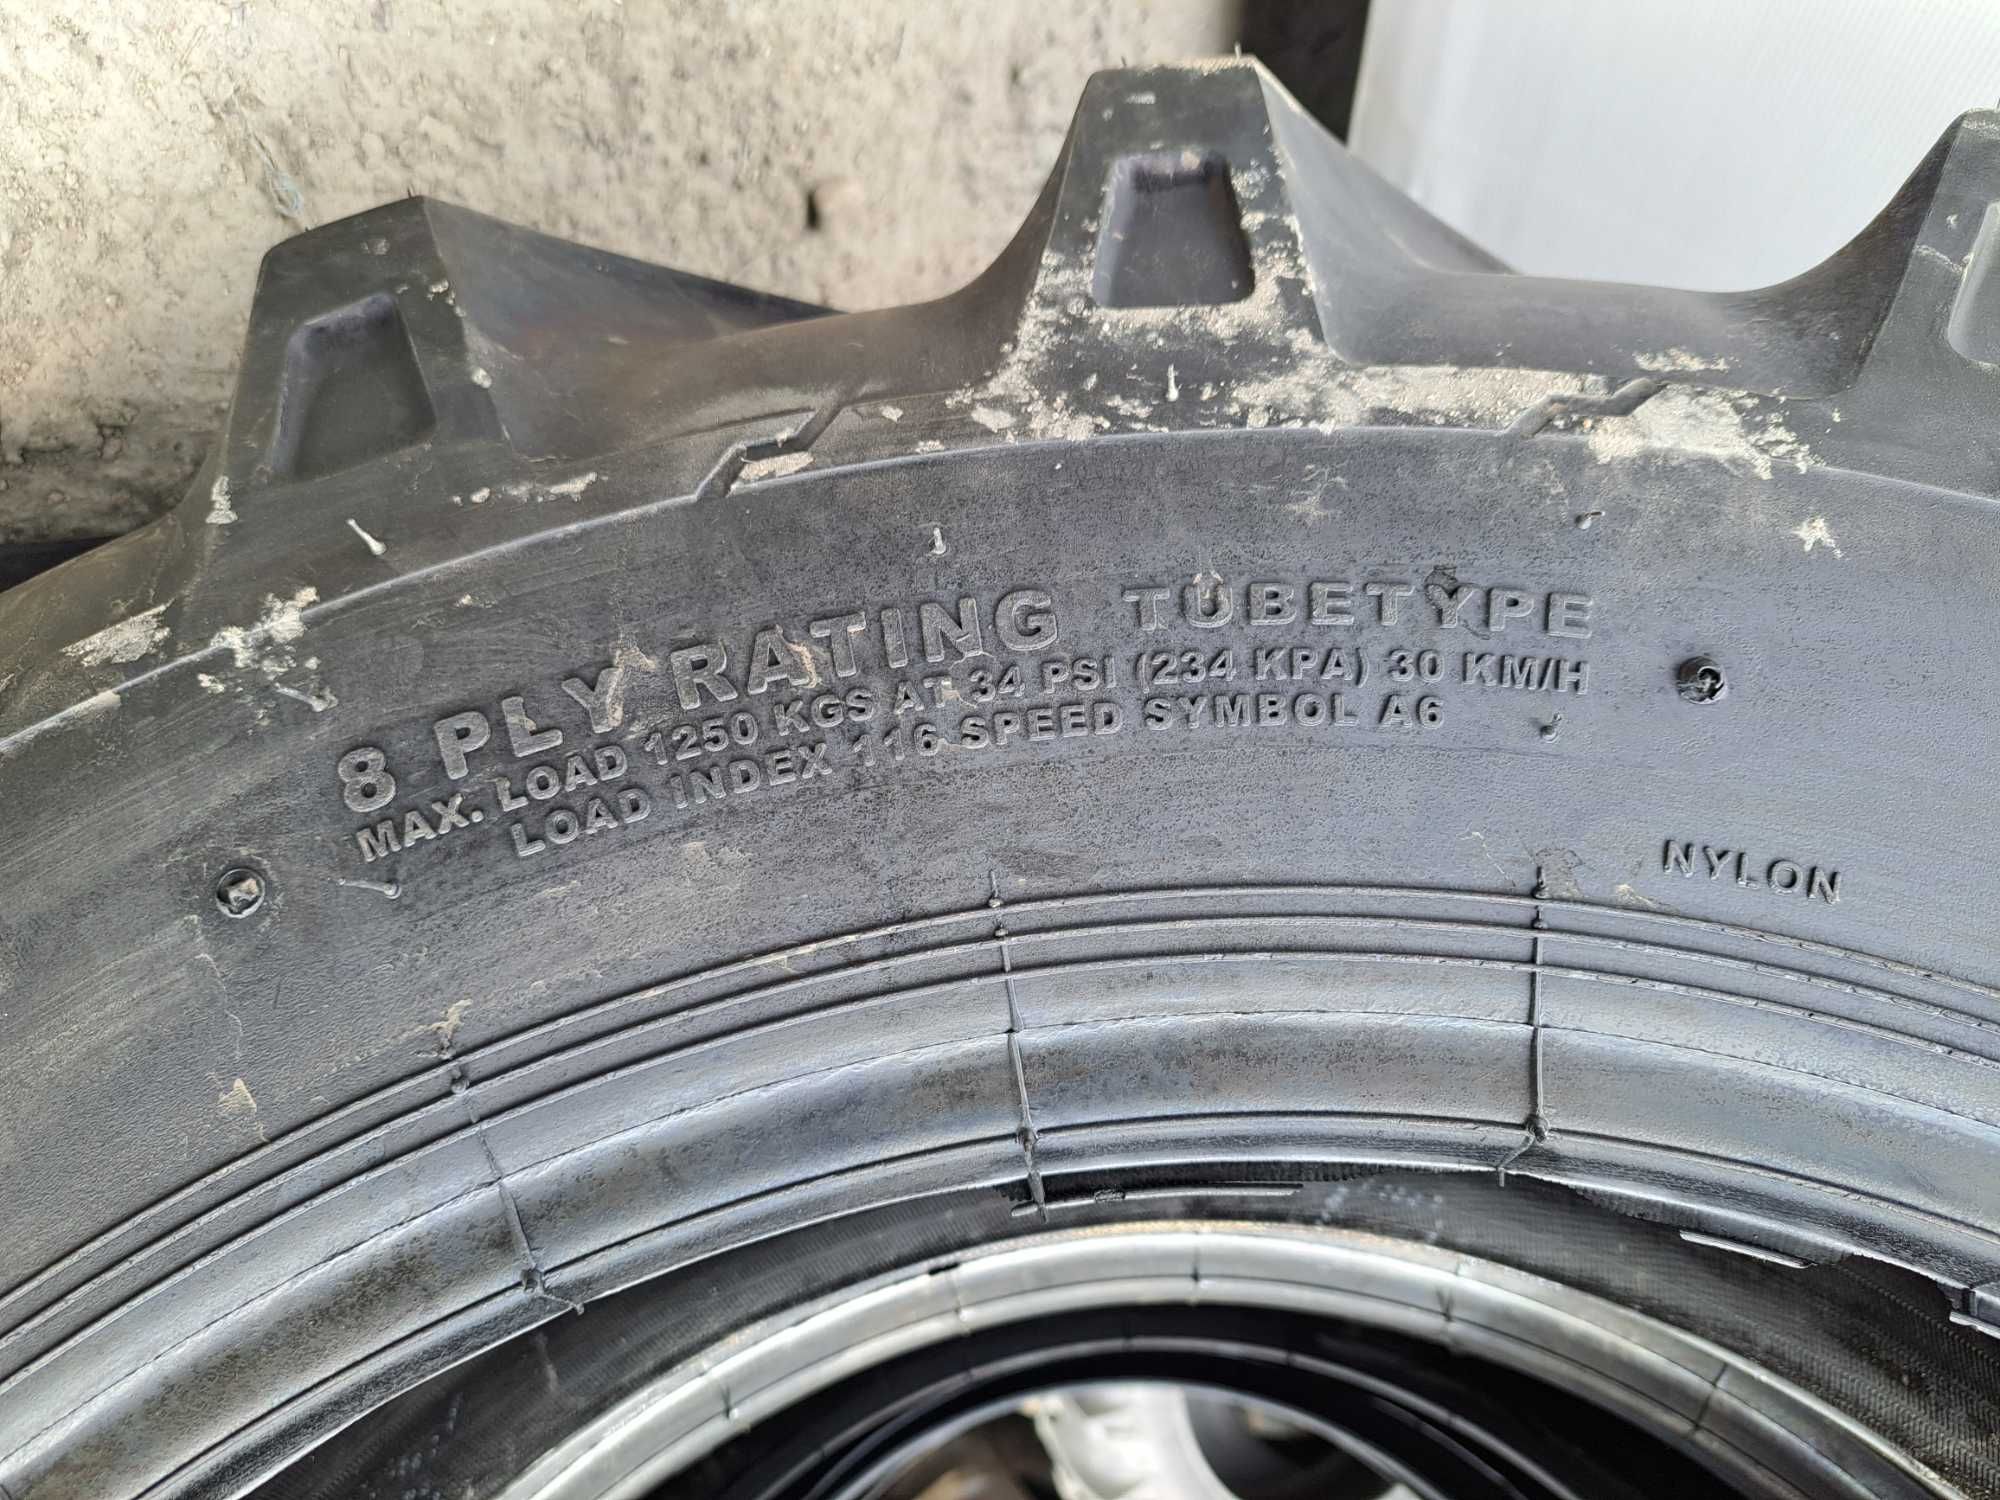 8 PLY RATING TUBETYPE
MAX. LOAD 1250 KGS AT 34 PSI (234 KPA) 30 KM/H
LOAD INDEX 116 SPEED SYMBOL A6
NYLON